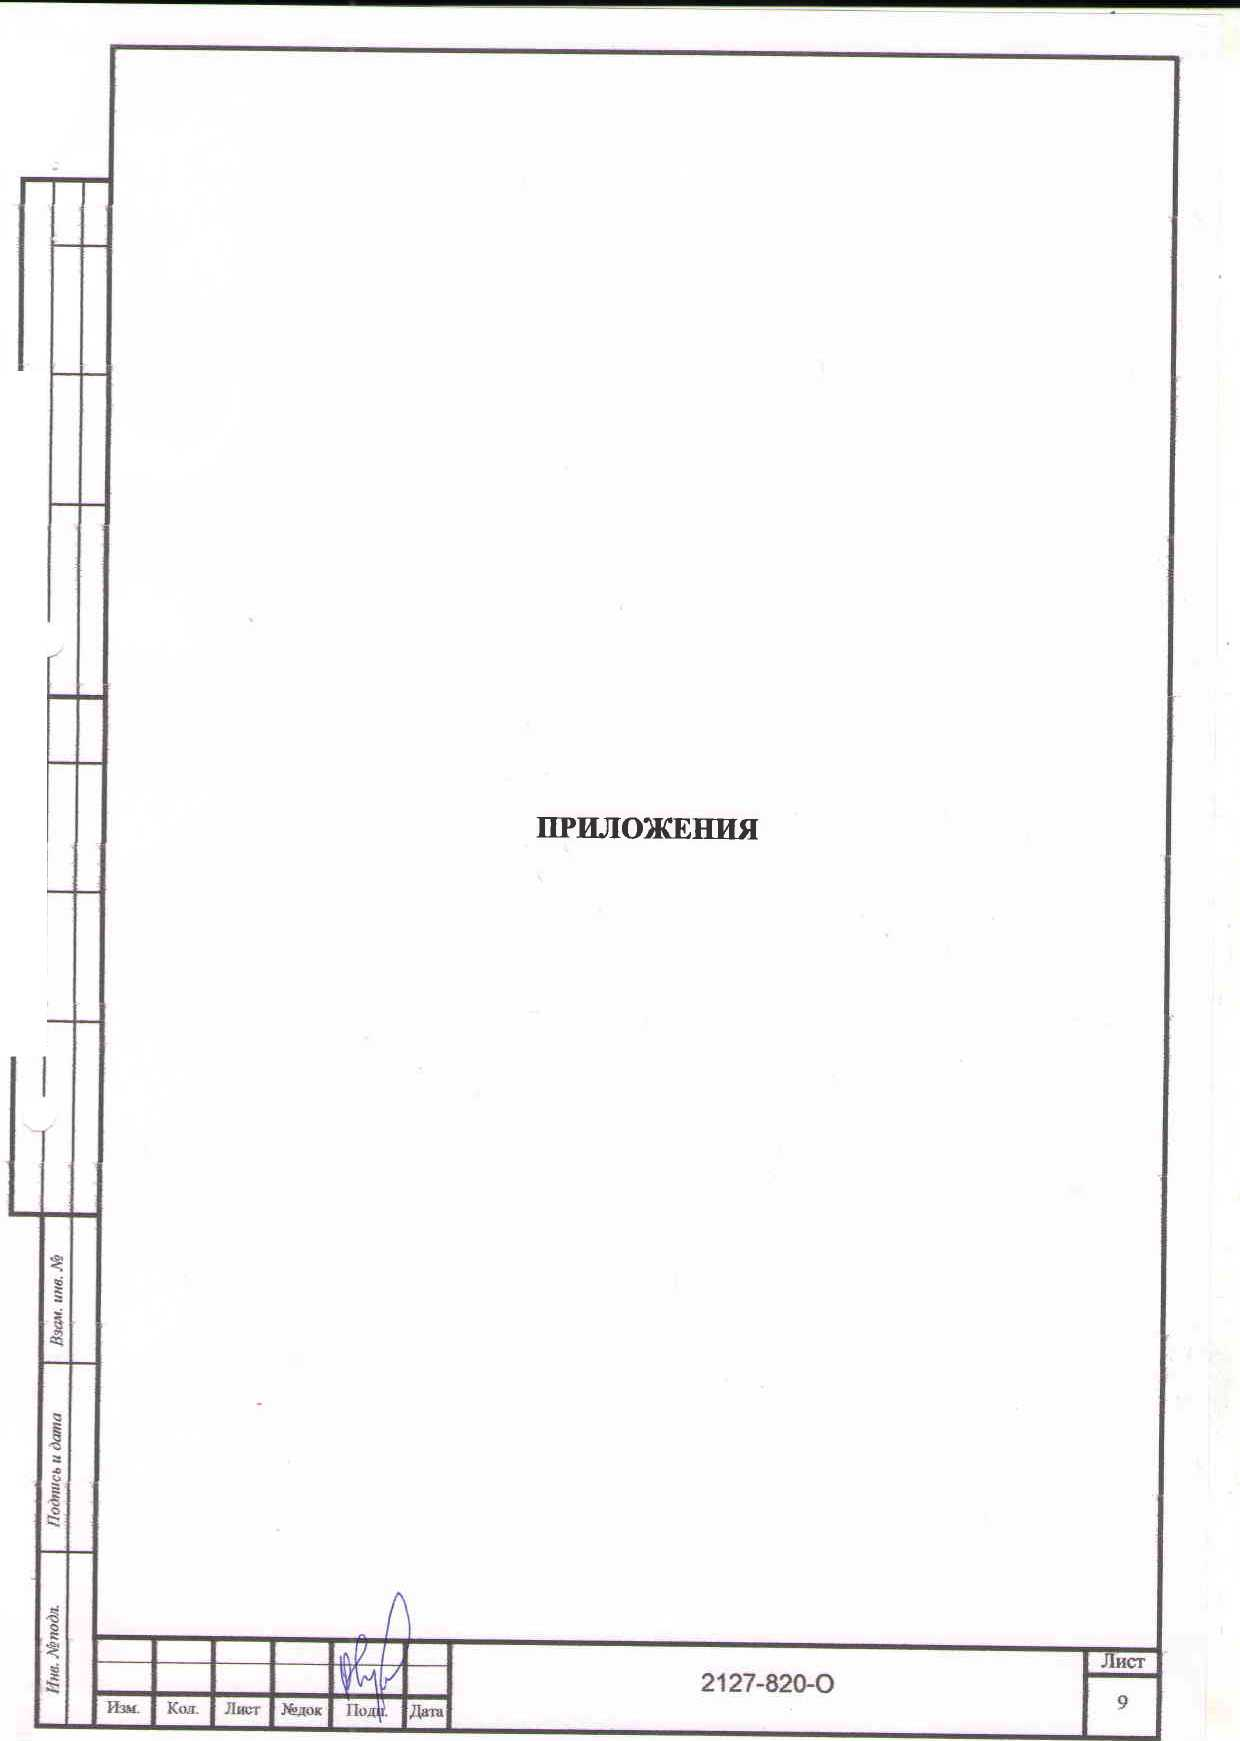 ПРИЛОЖЕНИЯ
Взам. инв. №
Подпись и дата
Инв. №подл.
Изм. Кол. Лист №док Подп. Дата
2127-820-О
Лист
9